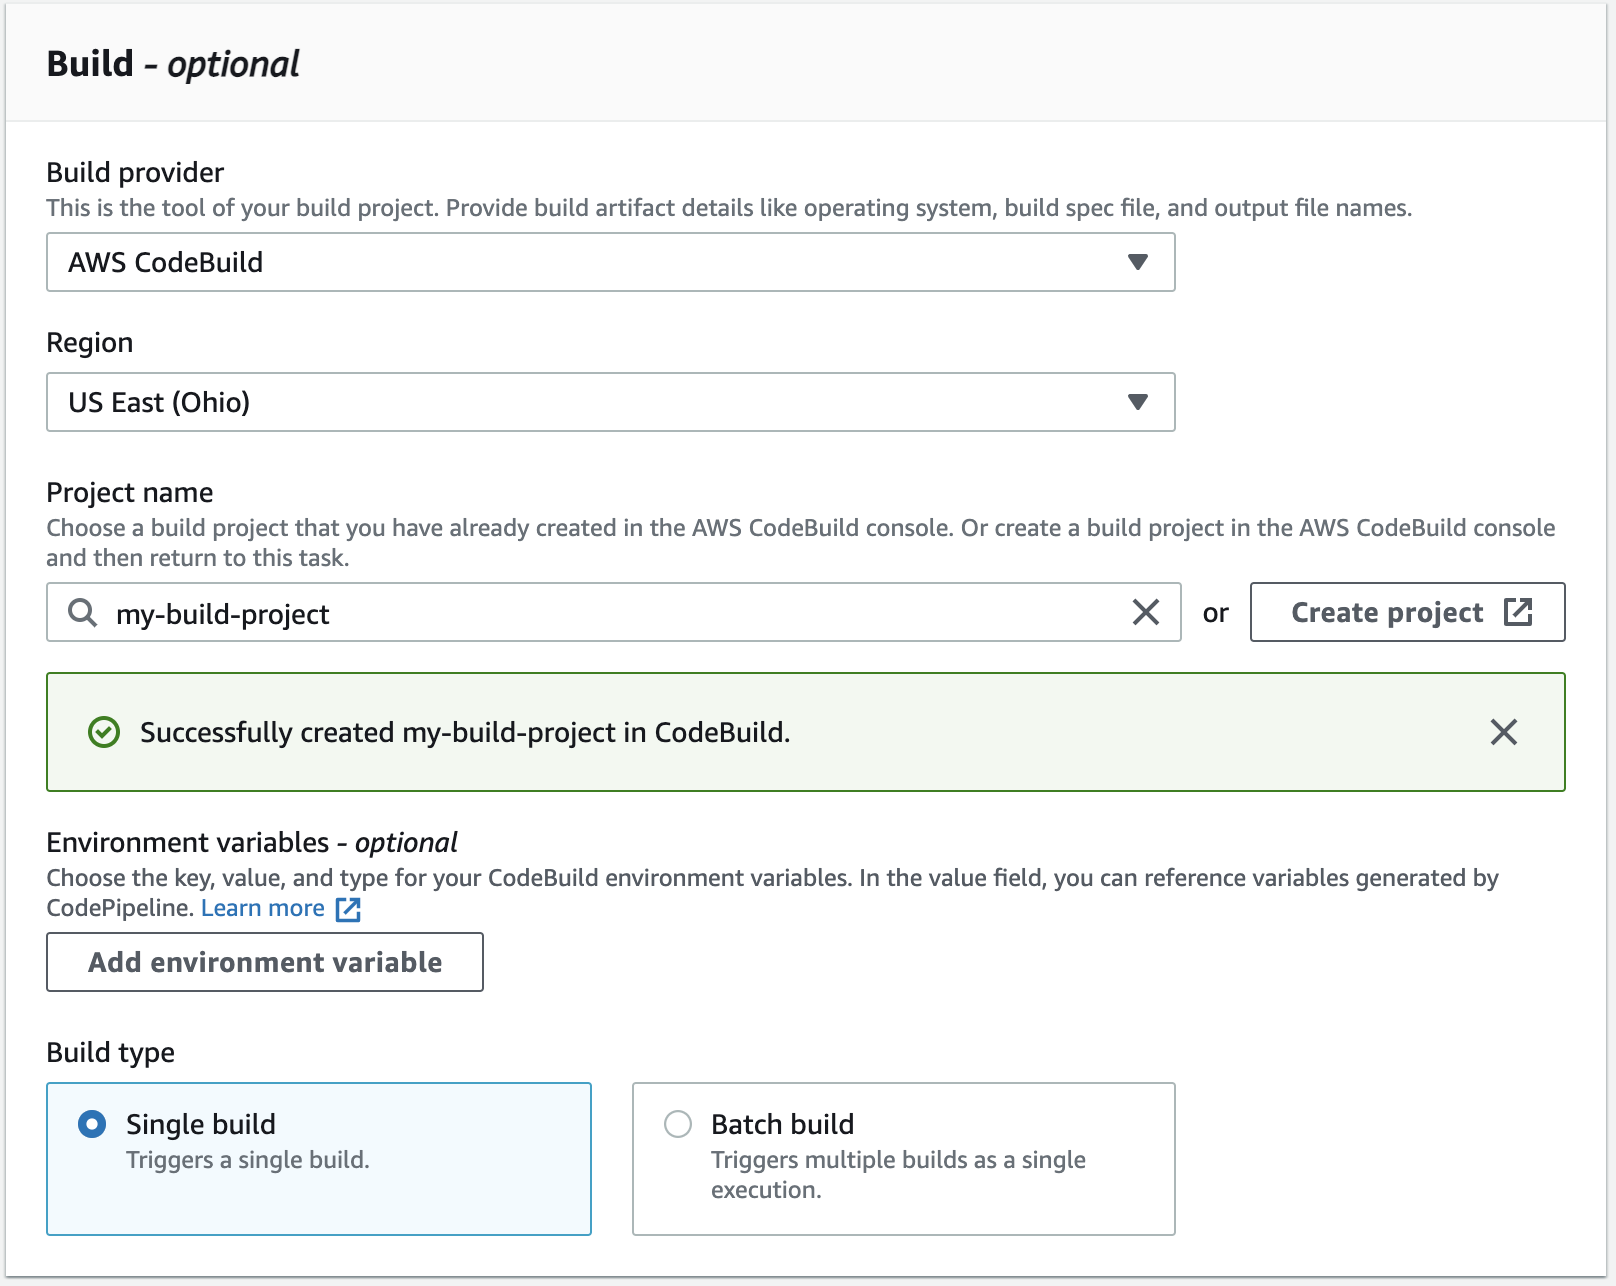 Build - optional
Build provider
This is the tool of your build project. Provide build artifact details like operating system, build spec file, and output file names.
AWS CodeBuild
Region
US East (Ohio)
Project name
Choose a build project that you have already created in the AWS CodeBuild console. Or create a build project in the AWS CodeBuild console
and then return to this task.
my-build-project
or
Create project
Successfully created my-build-project in CodeBuild.
Environment variables - optional
Choose the key, value, and type for your CodeBuild environment variables. In the value field, you can reference variables generated by
CodePipeline. Learn more
Add environment variable
Build type
Single build
Triggers a single build.
Batch build
Triggers multiple builds as a single
execution.